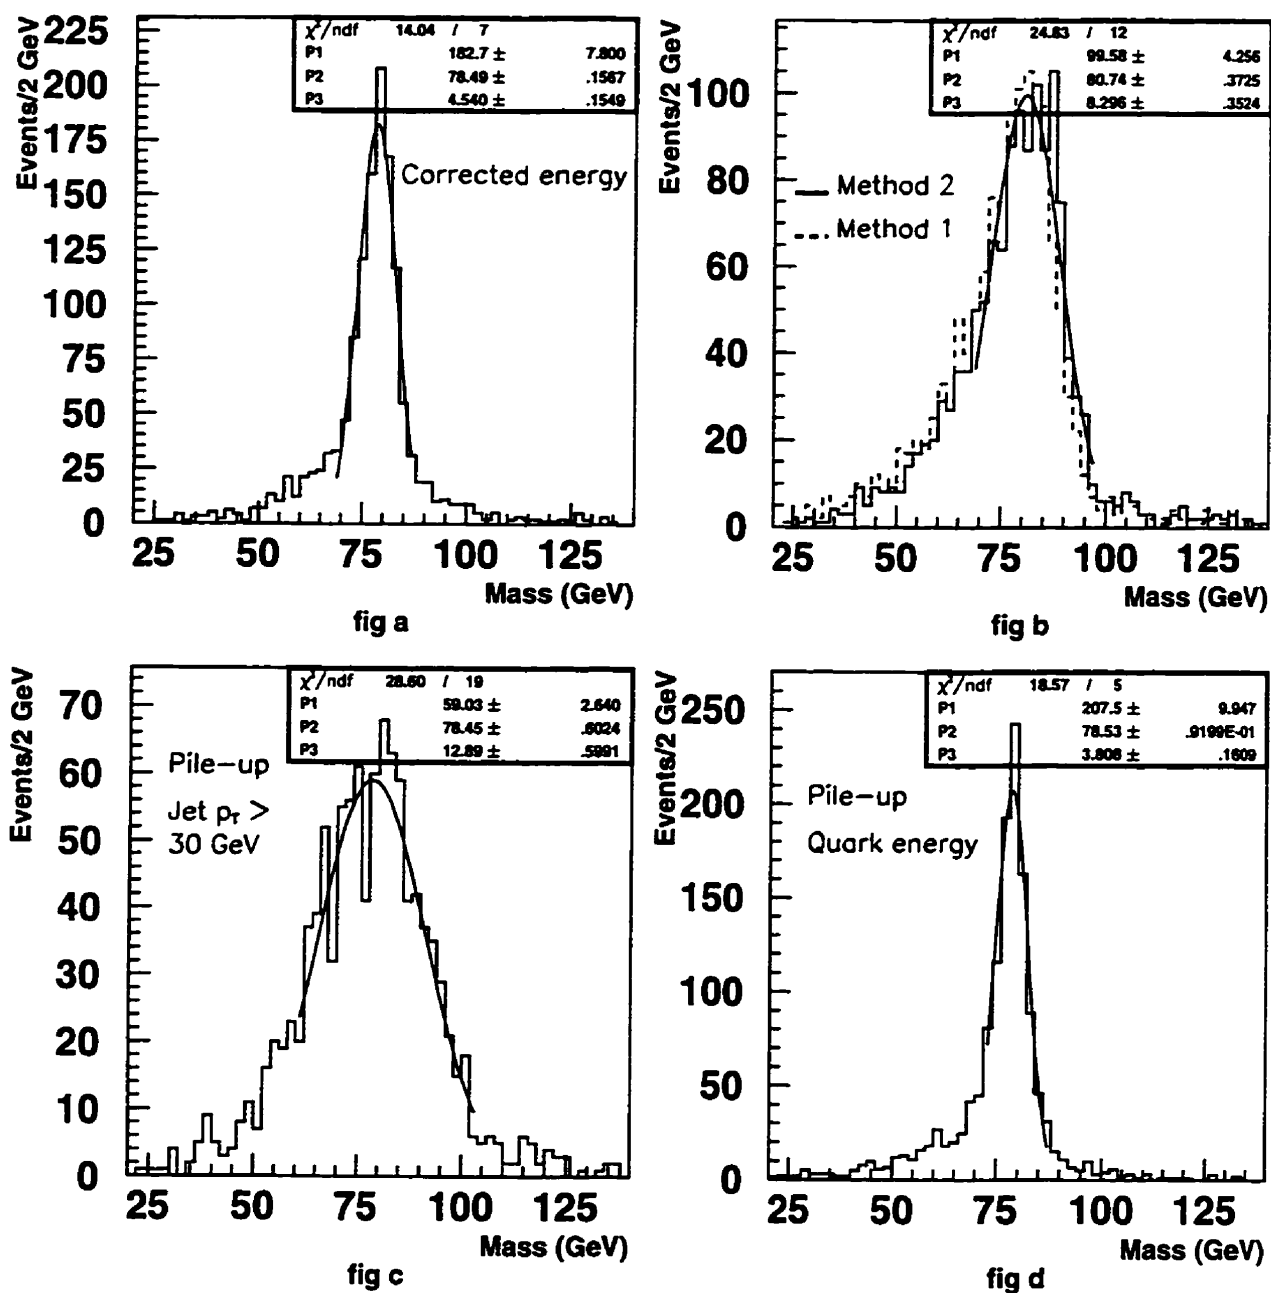 Events/2 GeV
225
200
175
150
125
100
75
50
25
0
χ²/ndf 14.04 / 7
P1 182.7 ± 7.800
P2 78.49 ± .1567
P3 4.540 ± .1549
Corrected energy
25 50 75 100 125
Mass (GeV)
fig a
Events/2 GeV
100
80
60
40
20
0
χ²/ndf 24.83 / 12
P1 99.58 ± 4.256
P2 80.74 ± .3725
P3 8.296 ± .3524
Method 2
Method 1
25 50 75 100 125
Mass (GeV)
fig b
Events/2 GeV
70
60
50
40
30
20
10
0
χ²/ndf 28.60 / 19
P1 59.03 ± 2.640
P2 78.45 ± .6024
P3 12.89 ± .5991
Pile-up
Jet pT >
30 GeV
25 50 75 100 125
Mass (GeV)
fig c
Events/2 GeV
250
200
150
100
50
0
χ²/ndf 18.57 / 5
P1 207.5 ± 9.947
P2 78.53 ± .9199E-01
P3 3.808 ± .1609
Pile-up
Quark energy
25 50 75 100 125
Mass (GeV)
fig d